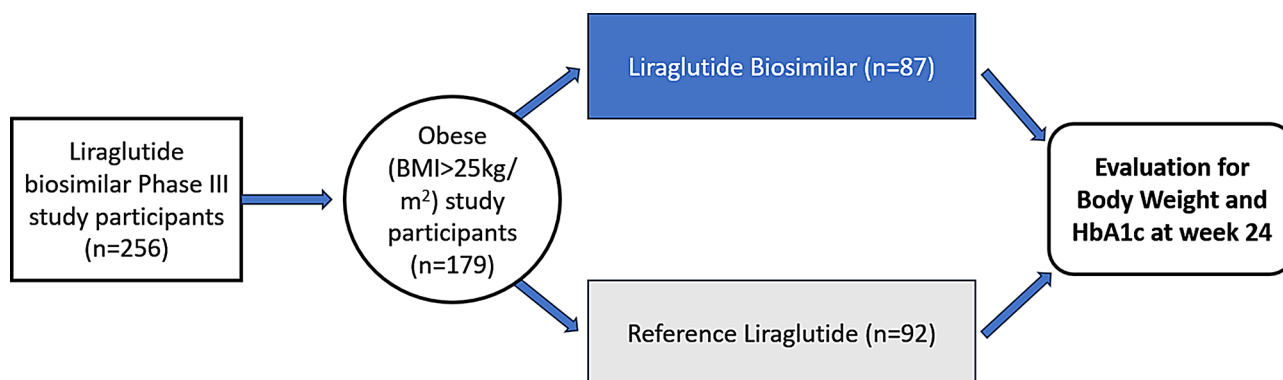 Liraglutide
biosimilar Phase III
study participants
(n=256)
Obese
(BMI>25kg/
m²) study
participants
(n=179)
Liraglutide Biosimilar (n=87)
Reference Liraglutide (n=92)
Evaluation for
Body Weight and
HbA1c at week 24